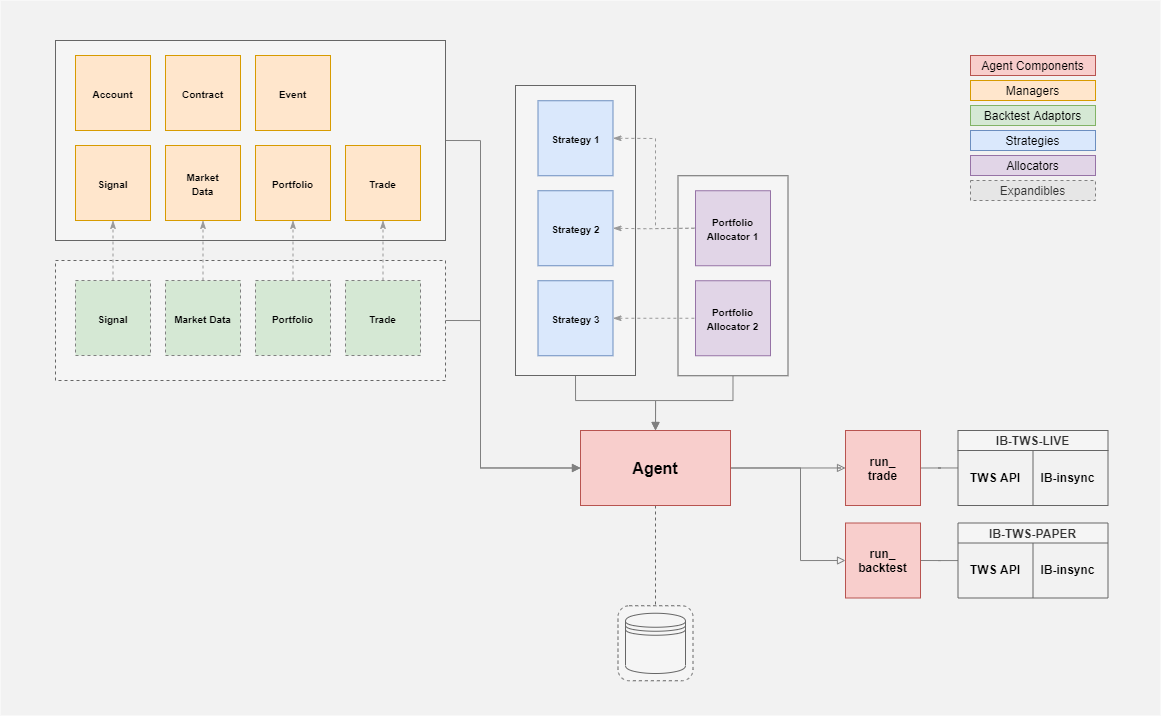 Account
Contract
Event
Signal
Market
Data
Portfolio
Trade
Signal
Market Data
Portfolio
Trade
Strategy 1
Strategy 2
Strategy 3
Portfolio
Allocator 1
Portfolio
Allocator 2
Agent Components
Managers
Backtest Adaptors
Strategies
Allocators
Expandibles
Agent
run_
trade
IB-TWS-LIVE
TWS API
IB-insync
run_
backtest
IB-TWS-PAPER
TWS API
IB-insync